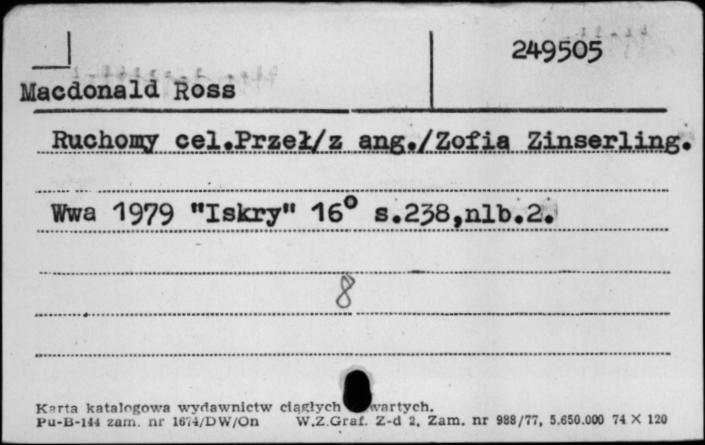 249505
Macdonald Ross
Ruchomy cel.Przeł/z ang./Zofia Zinserling.
Wwa 1979 "Iskry" 16° s.238,nlb.2.
8
Karta katalogowa wydawnictw ciągłych wartych.
Pu-B-144 zam. nr 1674/DW/On W.Z.Graf. Z-d 2, Zam. nr 988/77, 5.650.000 74 X 120